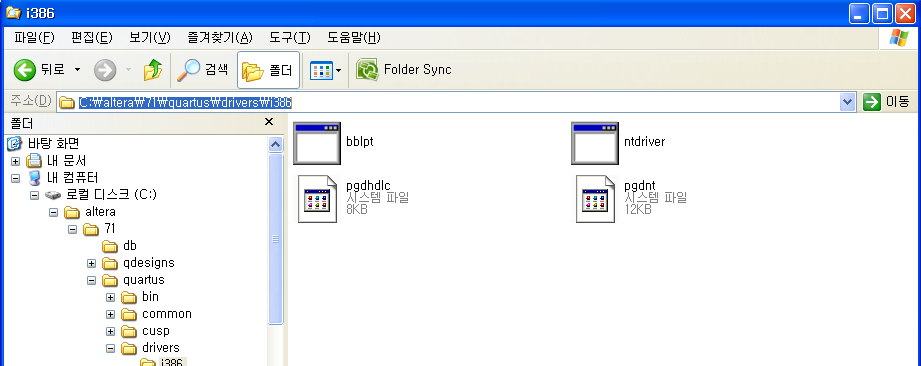 i386
파일(F) 편집(E) 보기(V) 즐겨찾기(A) 도구(T) 도움말(H)
뒤로 검색 폴더 Folder Sync
주소(D) C:₩altera₩71₩quartus₩drivers₩i386 이동
폴더
바탕 화면
내 문서
내 컴퓨터
로컬 디스크 (C:)
altera
71
db
qdesigns
quartus
bin
common
cusp
drivers
i386
bblpt
ntdriver
pgdhdlc
시스템 파일
8KB
pgdnt
시스템 파일
12KB